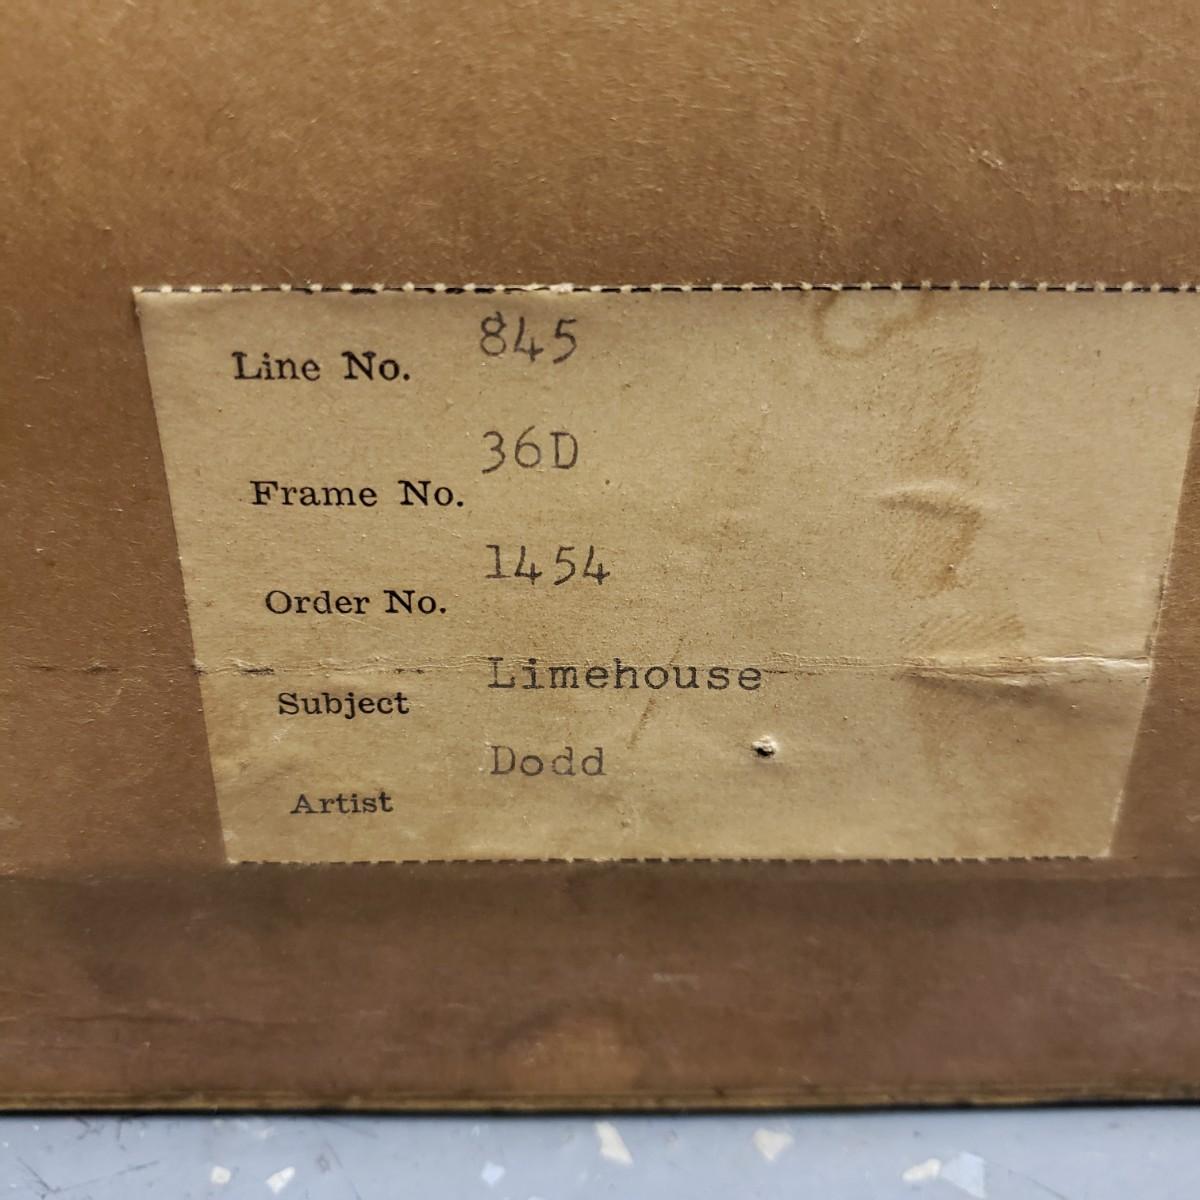 Line No. 845
Frame No. 36D
Order No. 1454
Subject Limehouse
Artist Dodd